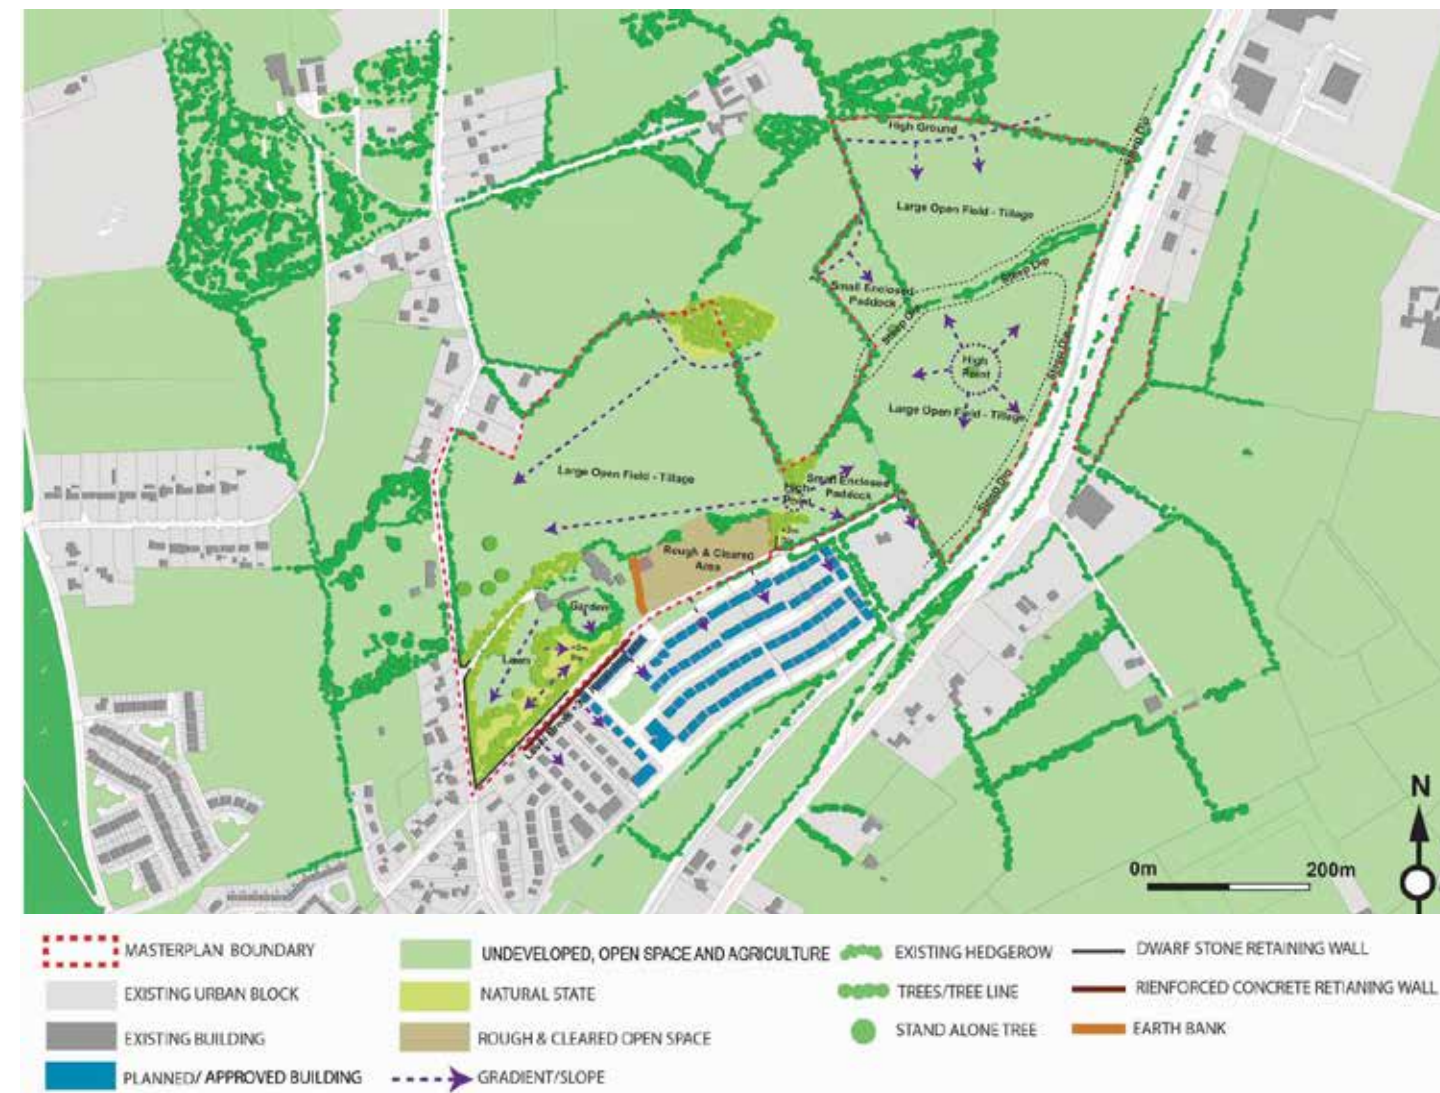 High Ground
Steep Dip
Large Open Field - Tillage
Steep Dip
Small Enclosed
Paddock
Steep Dip
Steep Dip
High
Point
Large Open Field - Tillage
Large Open Field - Tillage
Small Enclosed
Paddock
High
Point
Steep Dip
Rough & Cleared
Area
Garden
Lawn
N
0m
200m
MASTERPLAN BOUNDARY
EXISTING URBAN BLOCK
EXISTING BUILDING
PLANNED/ APPROVED BUILDING
UNDEVELOPED, OPEN SPACE AND AGRICULTURE
NATURAL STATE
ROUGH & CLEARED OPEN SPACE
GRADIENT/SLOPE
EXISTING HEDGEROW
TREES/TREE LINE
STAND ALONE TREE
DWARF STONE RETAINING WALL
RIENFORCED CONCRETE RETIANING WALL
EARTH BANK